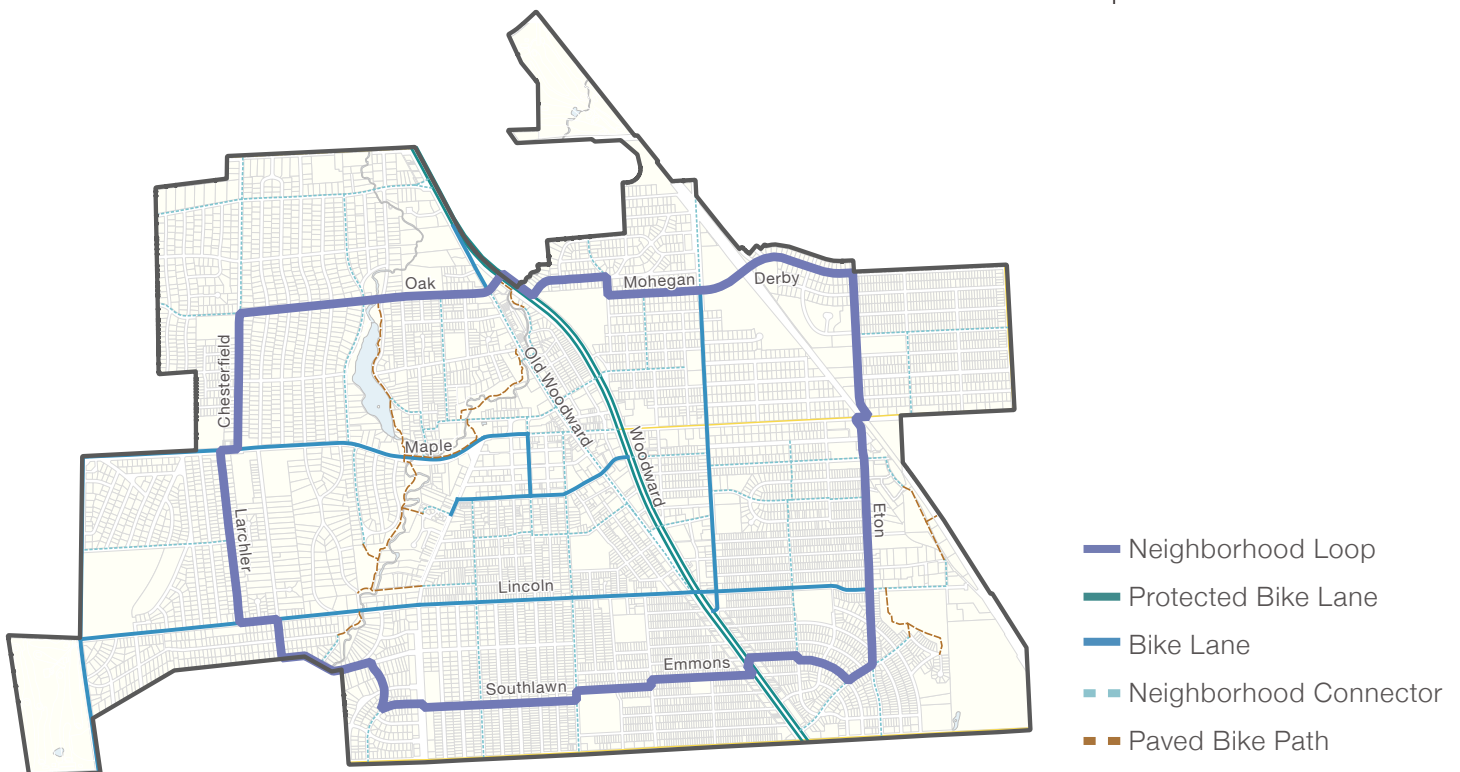 Oak
Mohegan
Derby
Chesterfield
Old Woodward
Woodward
Maple
Larchler
Eton
Lincoln
Emmons
Southlawn
Neighborhood Loop
Protected Bike Lane
Bike Lane
Neighborhood Connector
Paved Bike Path